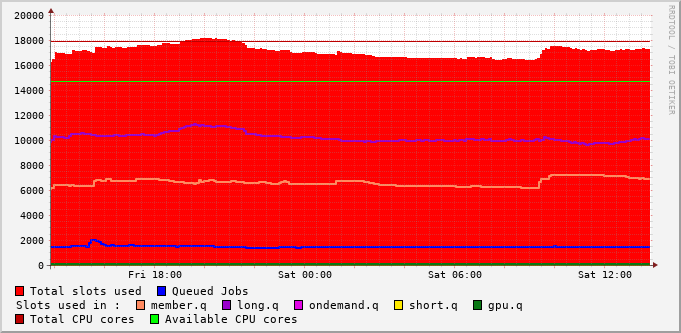 20000
18000
16000
14000
12000
10000
8000
6000
4000
2000
0
Fri 18:00 Sat 00:00 Sat 06:00 Sat 12:00
RRDTOOL / TOBI OETIKER
Total slots used Queued Jobs
Slots used in : member.q long.q ondemand.q short.q gpu.q
Total CPU cores Available CPU cores